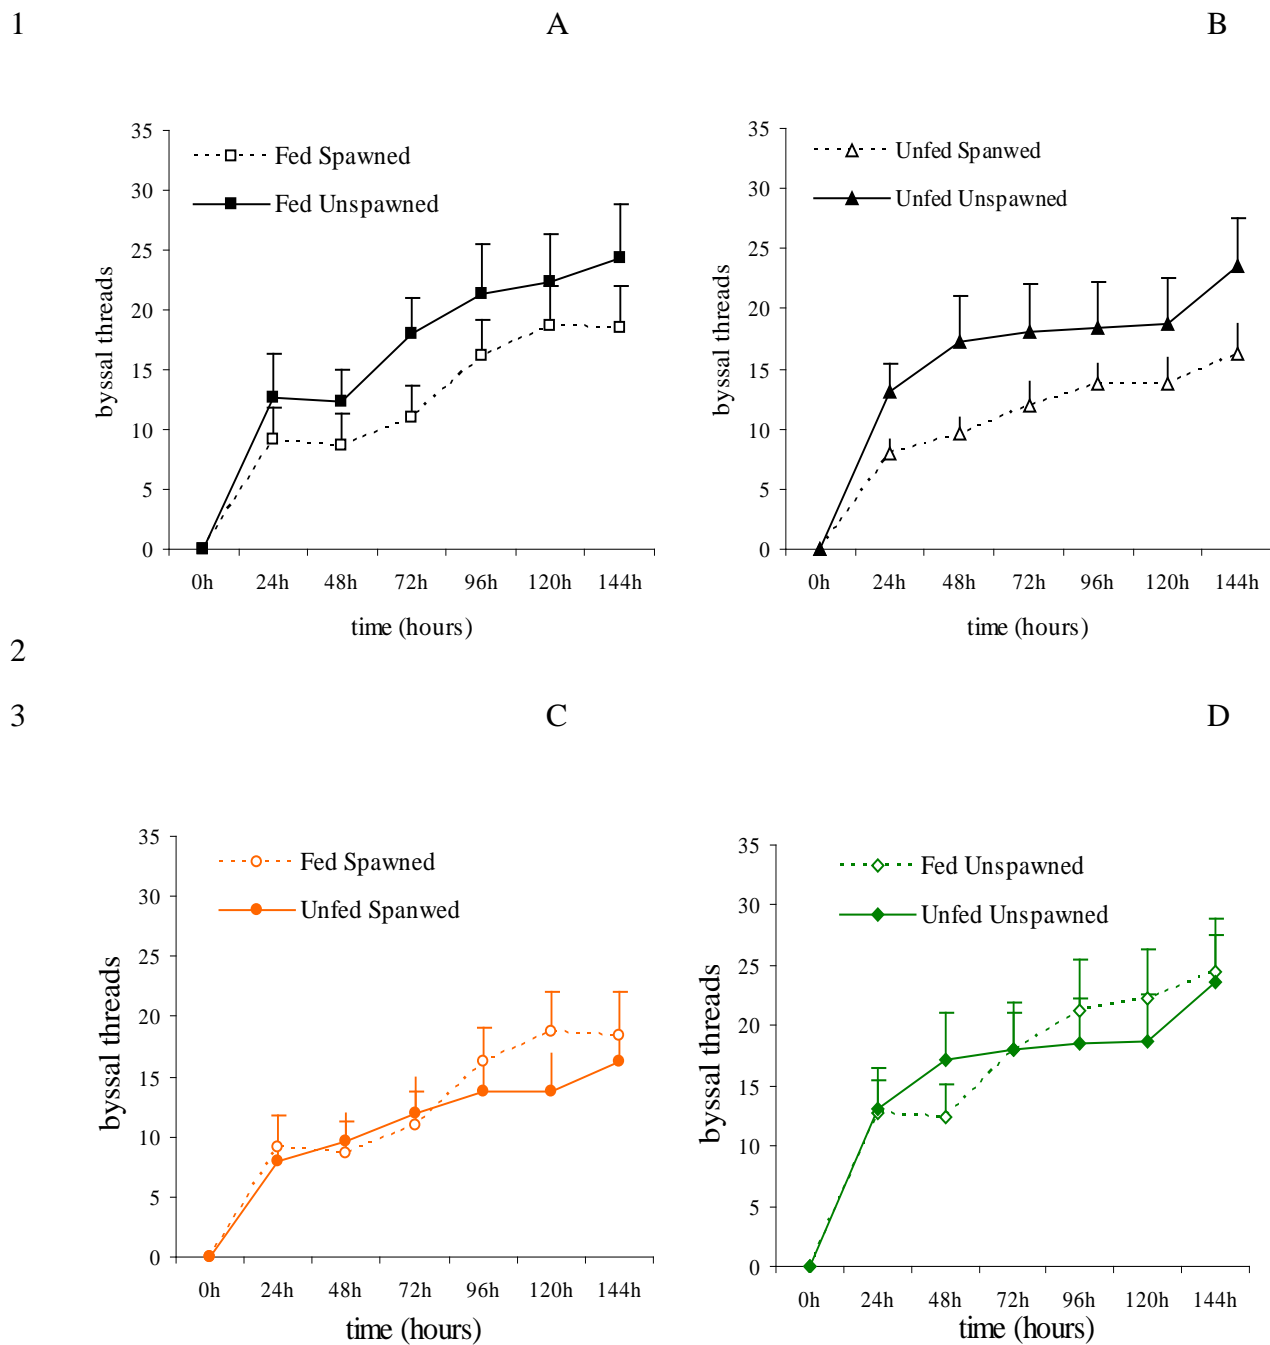 1 A B
35
30
25
20
15
10
5
0
byssal threads
Fed Spawned
Fed Unspawned
0h 24h 48h 72h 96h 120h 144h
time (hours)
35
30
25
20
15
10
5
0
byssal threads
Unfed Spanwed
Unfed Unspawned
0h 24h 48h 72h 96h 120h 144h
time (hours)
2
3 C D
35
30
25
20
15
10
5
0
byssal threads
Fed Spawned
Unfed Spanwed
0h 24h 48h 72h 96h 120h 144h
time (hours)
35
30
25
20
15
10
5
0
byssal threads
Fed Unspawned
Unfed Unspawned
0h 24h 48h 72h 96h 120h 144h
time (hours)